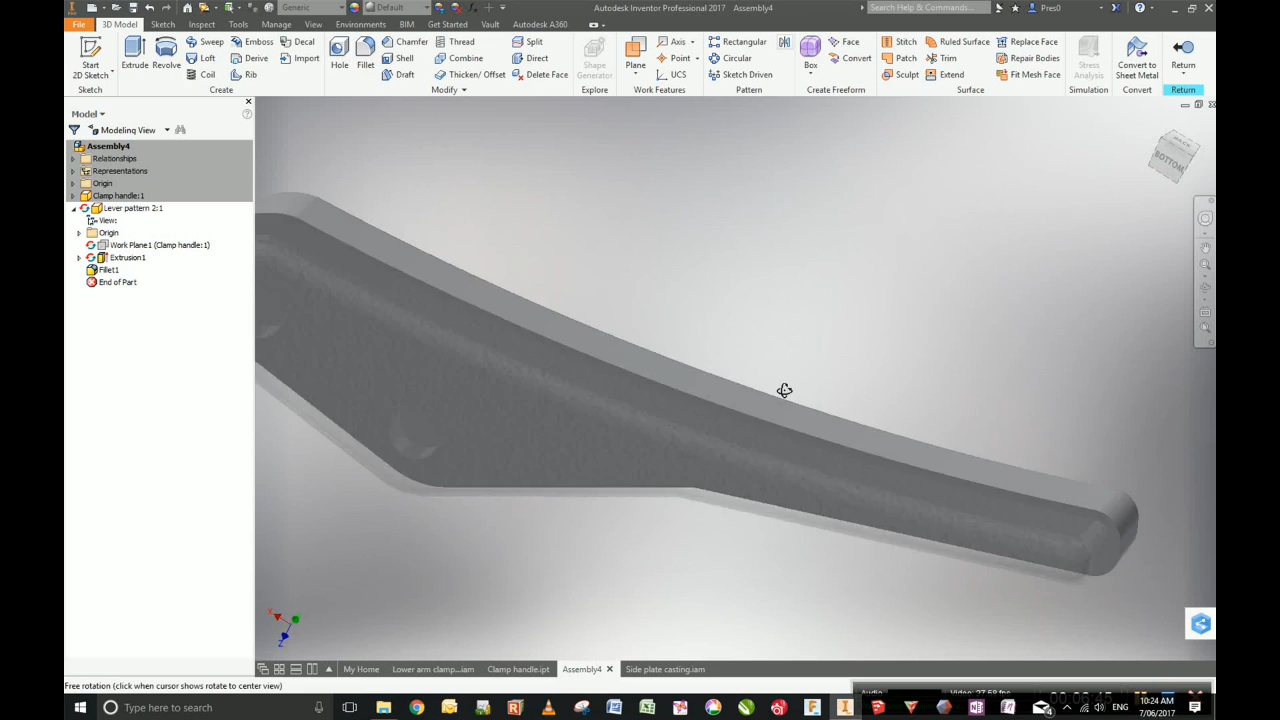 Autodesk Inventor Professional 2017 Assembly4
Generic Default Search Help & Commands... Pres0
File 3D Model Sketch Inspect Tools Manage View Environments BIM Get Started Vault Autodesk A360
Start
2D Sketch
Sketch
Extrude Revolve
Sweep Emboss Decal
Loft Derive Import
Coil Rib
Create
Hole Fillet
Chamfer Thread Split
Shell Combine Direct
Draft Thicken/ Offset Delete Face
Modify
Shape
Generator
Explore
Plane
Axis
Point
UCS
Work Features
Rectangular
Circular
Sketch Driven
Pattern
Box
Face
Convert
Create Freeform
Stitch Ruled Surface Replace Face
Patch Trim Repair Bodies
Sculpt Extend Fit Mesh Face
Surface
Stress
Analysis
Simulation
Convert to
Sheet Metal
Convert
Return
Return
Model
Modeling View
Assembly4
Relationships
Representations
Origin
Clamp handle:1
Lever pattern 2:1
View:
Origin
Work Plane1 (Clamp handle:1)
Extrusion1
Fillet1
End of Part
BACK
BOTTOM
X
Z
My Home Lower arm clamp...iam Clamp handle.ipt Assembly4 Side plate casting.iam
Free rotation (click when cursor shows rotate to center view)
Type here to search
ENG
10:24 AM
7/06/2017